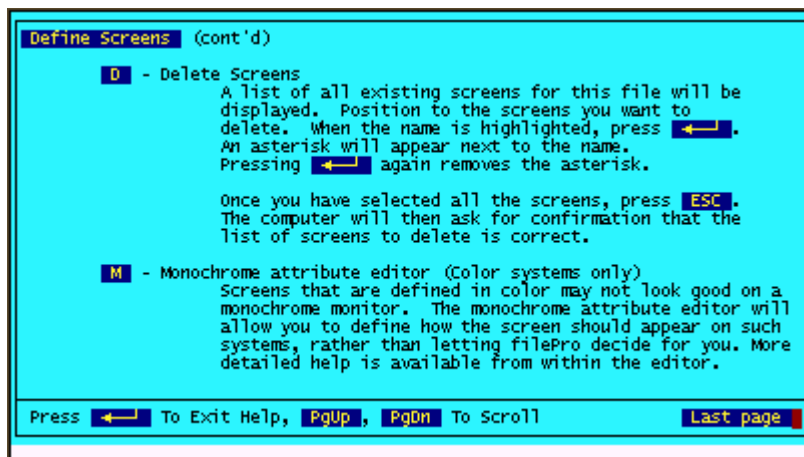 Define Screens (cont'd)
D - Delete Screens
A list of all existing screens for this file will be
displayed. Position to the screens you want to
delete. When the name is highlighted, press ←┘.
An asterisk will appear next to the name.
Pressing ←┘ again removes the asterisk.
Once you have selected all the screens, press ESC.
The computer will then ask for confirmation that the
list of screens to delete is correct.
M - Monochrome attribute editor (Color systems only)
Screens that are defined in color may not look good on a
monochrome monitor. The monochrome attribute editor will
allow you to define how the screen should appear on such
systems, rather than letting filePro decide for you. More
detailed help is available from within the editor.
Press ←┘ To Exit Help, PgUp, PgDn To Scroll Last page